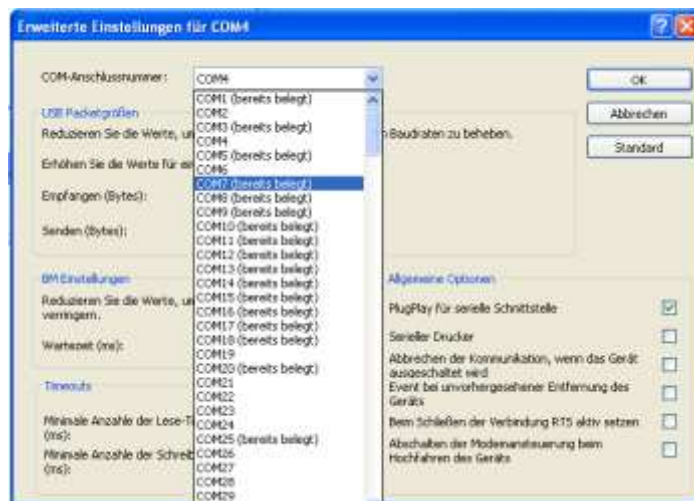 Erweiterte Einstellungen für COM4
COM-Anschlussnummer:
COM4
OK
Abbrechen
Standard
COM1 (bereits belegt)
COM2
COM3 (bereits belegt)
COM4
COM5 (bereits belegt)
COM6
COM7 (bereits belegt)
COM8 (bereits belegt)
COM9 (bereits belegt)
COM10 (bereits belegt)
COM11 (bereits belegt)
COM12 (bereits belegt)
COM13 (bereits belegt)
COM14 (bereits belegt)
COM15 (bereits belegt)
COM16 (bereits belegt)
COM17 (bereits belegt)
COM18 (bereits belegt)
COM19
COM20 (bereits belegt)
COM21
COM22
COM23
COM24
COM25 (bereits belegt)
COM26
COM27
COM28
COM29
USB Packetgrößen
Reduzieren Sie die Werte, um
n Baudraten zu beheben.
Erhöhen Sie die Werte für
Empfangen (Bytes):
Senden (Bytes):
BM Einstellungen
Reduzieren Sie die Werte, um
verringern.
Wartezeit (ms):
Timeouts
Minimale Anzahle der Lese-Ti
(ms):
Minimale Anzahle der Schreib
(ms):
Allgemeine Optionen
PlugPlay für serielle Schnittstelle
Serieller Drucker
Abbrechen der Kommunikation, wenn das Gerät
ausgeschaltet wird
Event bei unvorhergesehener Entfernung des
Geräts
Beim Schließen der Verbindung RTS aktiv setzen
Abschalten der Modemansteuerung beim
Hochfahren des Geräts